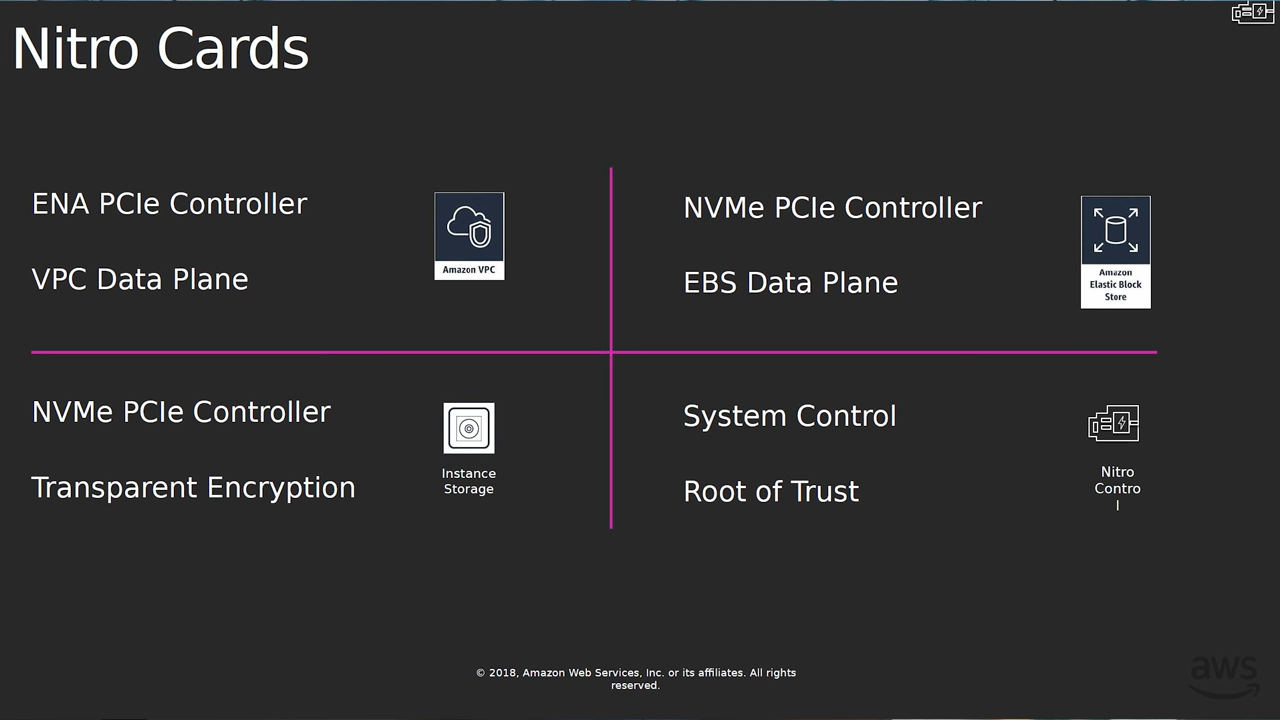 Nitro Cards
ENA PCIe Controller
VPC Data Plane
Amazon VPC
NVMe PCIe Controller
EBS Data Plane
Amazon
Elastic Block
Store
NVMe PCIe Controller
Transparent Encryption
Instance
Storage
System Control
Root of Trust
Nitro
Contro
l
© 2018, Amazon Web Services, Inc. or its affiliates. All rights
reserved.
aws